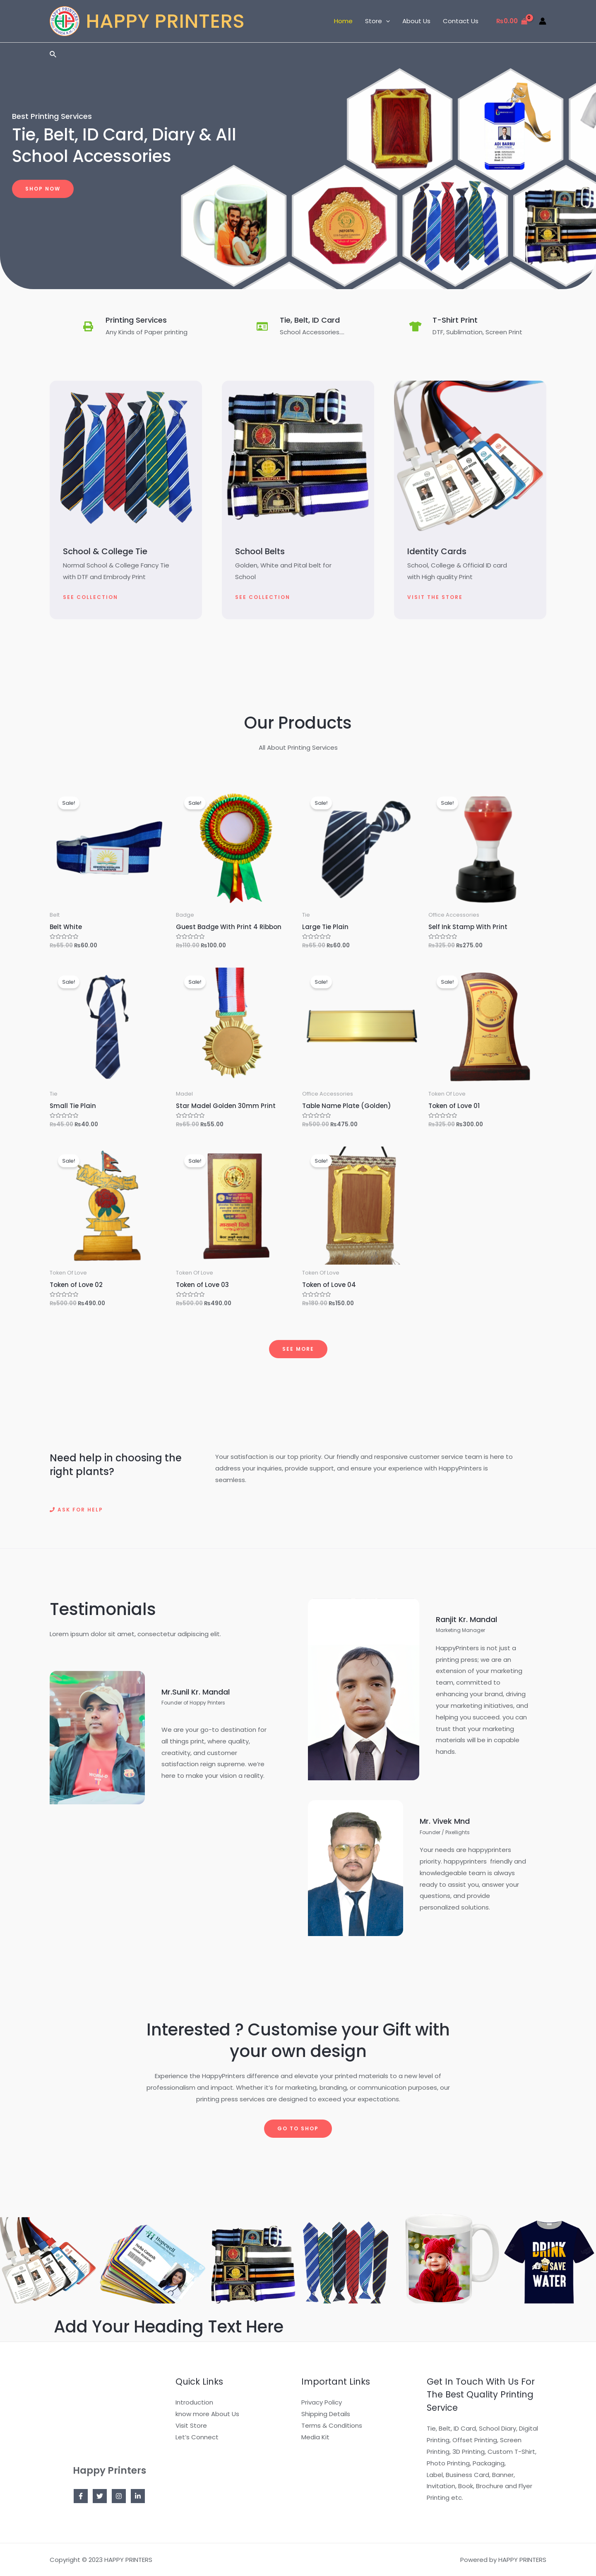 HAPPY PRINTERS
Home
Store
About Us
Contact Us
₨0.00
0
Best Printing Services
Tie, Belt, ID Card, Diary & All
School Accessories
SHOP NOW
Printing Services
Any Kinds of Paper printing
Tie, Belt, ID Card
School Accessories....
T-Shirt Print
DTF, Sublimation, Screen Print
School & College Tie
Normal School & College Fancy Tie
with DTF and Embrody Print
SEE COLLECTION
School Belts
Golden, White and Pital belt for
School
SEE COLLECTION
Identity Cards
School, College & Official ID card
with High quality Print
VISIT THE STORE
Our Products
All About Printing Services
Sale!
Sale!
Sale!
Sale!
Belt
Belt White
₨65.00 ₨60.00
Badge
Guest Badge With Print 4 Ribbon
₨110.00 ₨100.00
Tie
Large Tie Plain
₨65.00 ₨60.00
Office Accessories
Self Ink Stamp With Print
₨325.00 ₨275.00
Sale!
Sale!
Sale!
Sale!
Tie
Small Tie Plain
₨45.00 ₨40.00
Madel
Star Madel Golden 30mm Print
₨65.00 ₨55.00
Office Accessories
Table Name Plate (Golden)
₨500.00 ₨475.00
Token Of Love
Token of Love 01
₨325.00 ₨300.00
Sale!
Sale!
Sale!
Token Of Love
Token of Love 02
₨500.00 ₨490.00
Token Of Love
Token of Love 03
₨500.00 ₨490.00
Token Of Love
Token of Love 04
₨180.00 ₨150.00
SEE MORE
Need help in choosing the
right plants?
ASK FOR HELP
Your satisfaction is our top priority. Our friendly and responsive customer service team is here to
address your inquiries, provide support, and ensure your experience with HappyPrinters is
seamless.
Testimonials
Lorem ipsum dolor sit amet, consectetur adipiscing elit.
Mr.Sunil Kr. Mandal
Founder of Happy Printers
We are your go-to destination for
all things print, where quality,
creativity, and customer
satisfaction reign supreme. we're
here to make your vision a reality.
Ranjit Kr. Mandal
Marketing Manager
HappyPrinters is not just a
printing press; we are an
extension of your marketing
team, committed to
enhancing your brand, driving
your marketing initiatives, and
helping you succeed. you can
trust that your marketing
materials will be in capable
hands.
Mr. Vivek Mnd
Founder / Pixelights
Your needs are happyprinters
priority. happyprinters friendly and
knowledgeable team is always
ready to assist you, answer your
questions, and provide
personalized solutions.
Interested ? Customise your Gift with
your own design
Experience the HappyPrinters difference and elevate your printed materials to a new level of
professionalism and impact. Whether it's for marketing, branding, or communication purposes, our
printing press services are designed to exceed your expectations.
GO TO SHOP
DRINK
SAVE
WATER
Add Your Heading Text Here
Happy Printers
Quick Links
Introduction
know more About Us
Visit Store
Let's Connect
Important Links
Privacy Policy
Shipping Details
Terms & Conditions
Media Kit
Get In Touch With Us For
The Best Quality Printing
Service
Tie, Belt, ID Card, School Diary, Digital
Printing, Offset Printing, Screen
Printing, 3D Printing, Custom T-Shirt,
Photo Printing, Packaging,
Label, Business Card, Banner,
Invitation, Book, Brochure and Flyer
Printing etc.
Copyright © 2023 HAPPY PRINTERS
Powered by HAPPY PRINTERS